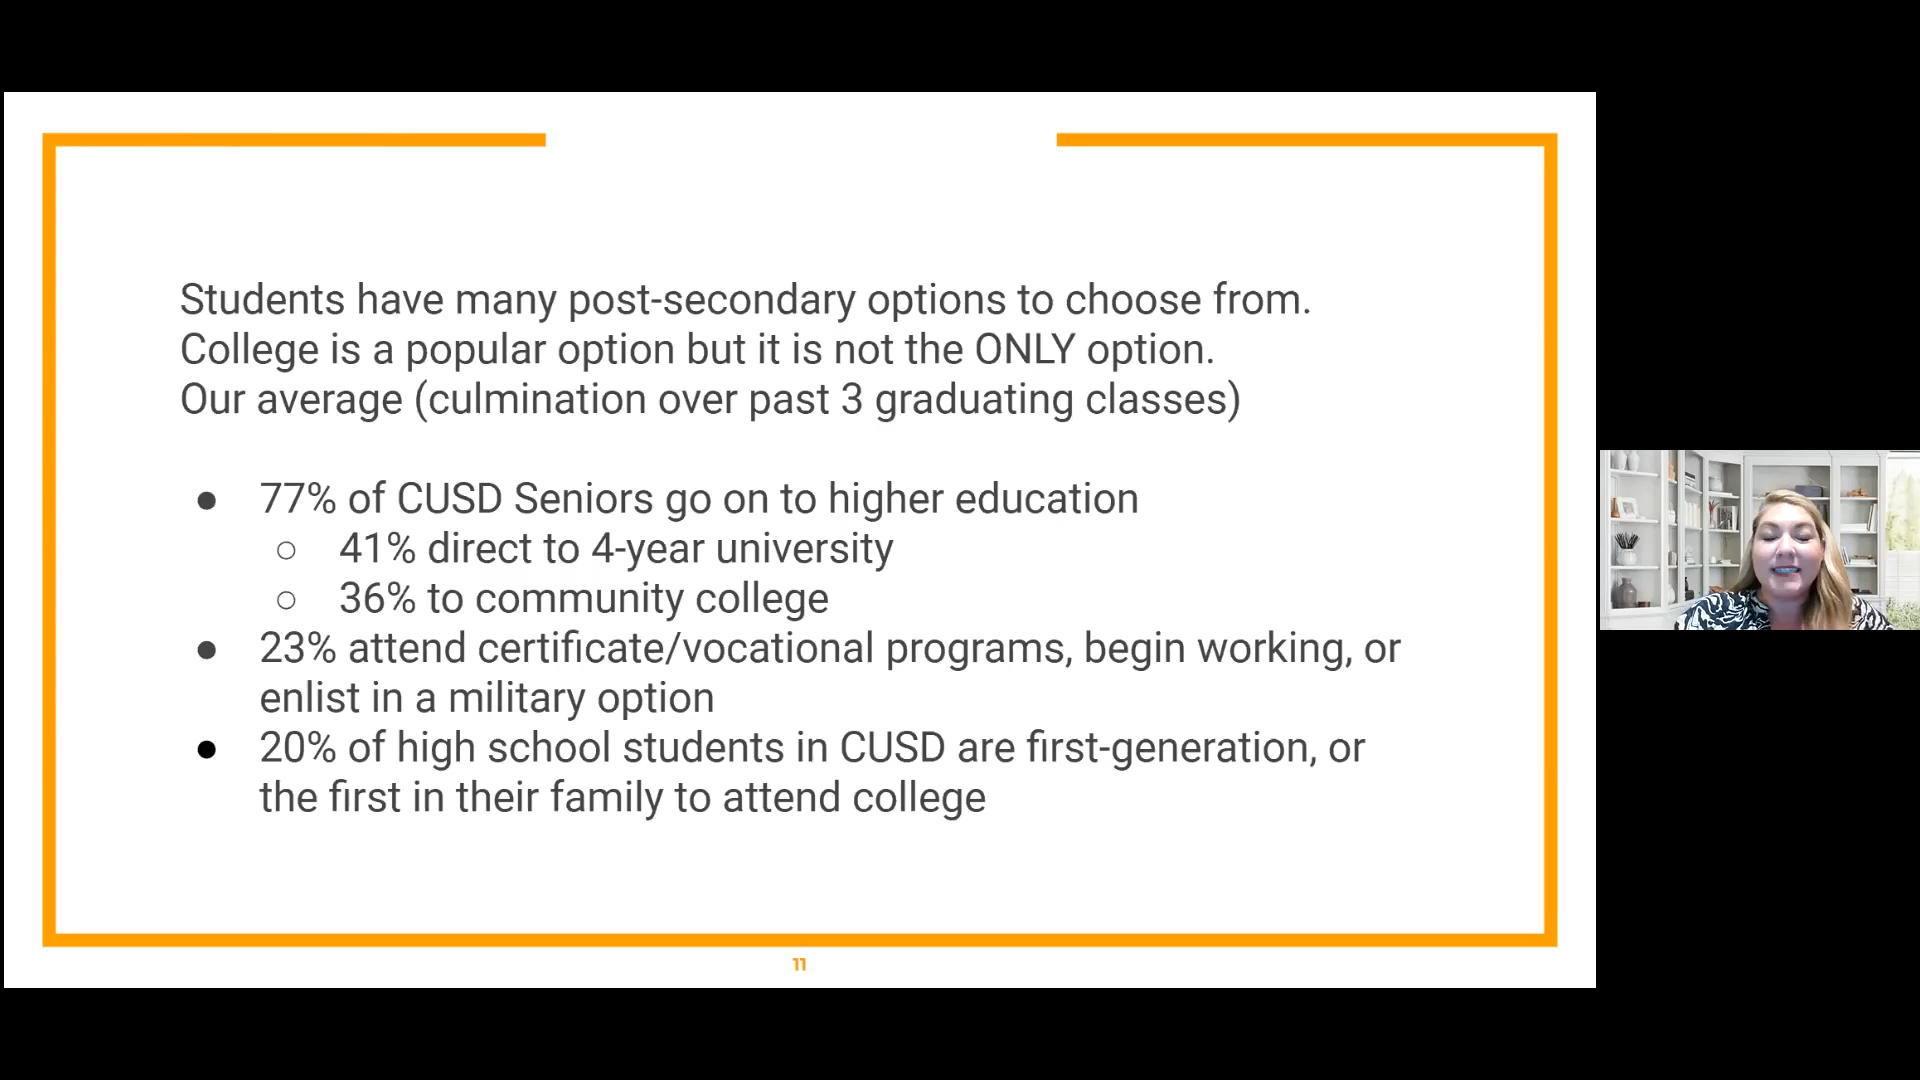 Students have many post-secondary options to choose from.
College is a popular option but it is not the ONLY option.
Our average (culmination over past 3 graduating classes)
● 77% of CUSD Seniors go on to higher education
○ 41% direct to 4-year university
○ 36% to community college
● 23% attend certificate/vocational programs, begin working, or
enlist in a military option
● 20% of high school students in CUSD are first-generation, or
the first in their family to attend college
11